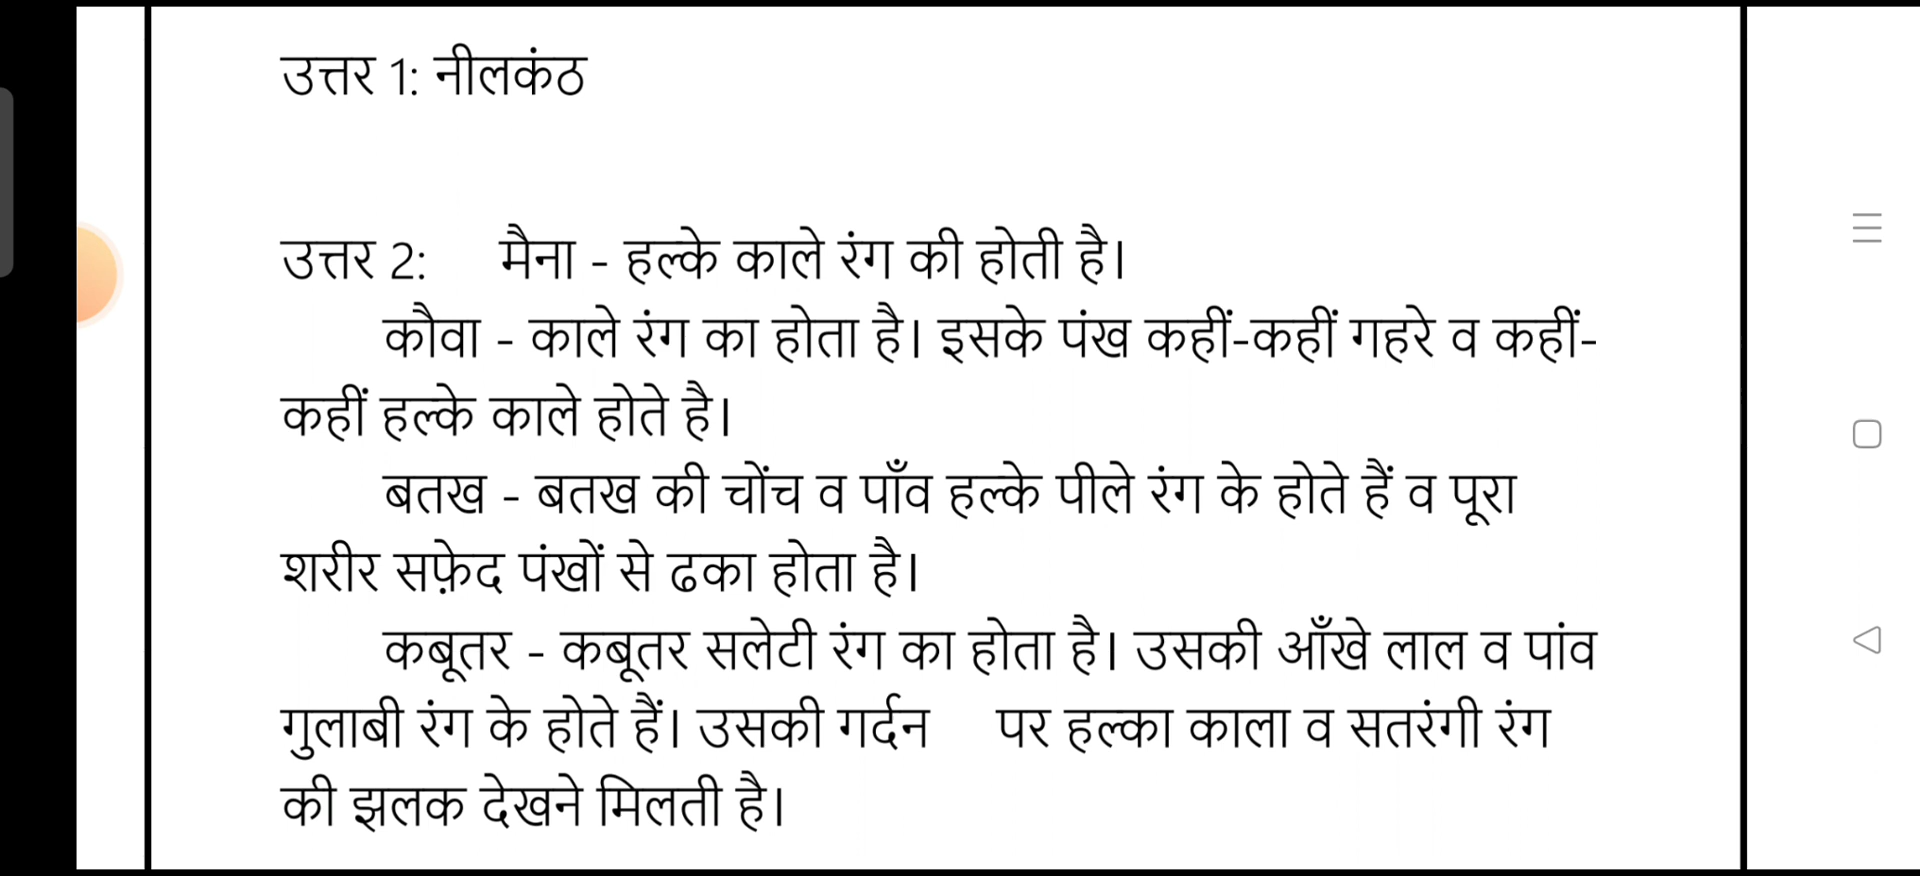 उत्तर 1: नीलकंठ
उत्तर 2: मैना - हल्के काले रंग की होती है।
कौवा - काले रंग का होता है। इसके पंख कहीं-कहीं गहरे व कहीं-
कहीं हल्के काले होते है।
बतख - बतख की चोंच व पाँव हल्के पीले रंग के होते हैं व पूरा
शरीर सफ़ेद पंखों से ढका होता है।
कबूतर - कबूतर सलेटी रंग का होता है। उसकी आँखे लाल व पांव
गुलाबी रंग के होते हैं। उसकी गर्दन पर हल्का काला व सतरंगी रंग
की झलक देखने मिलती है।